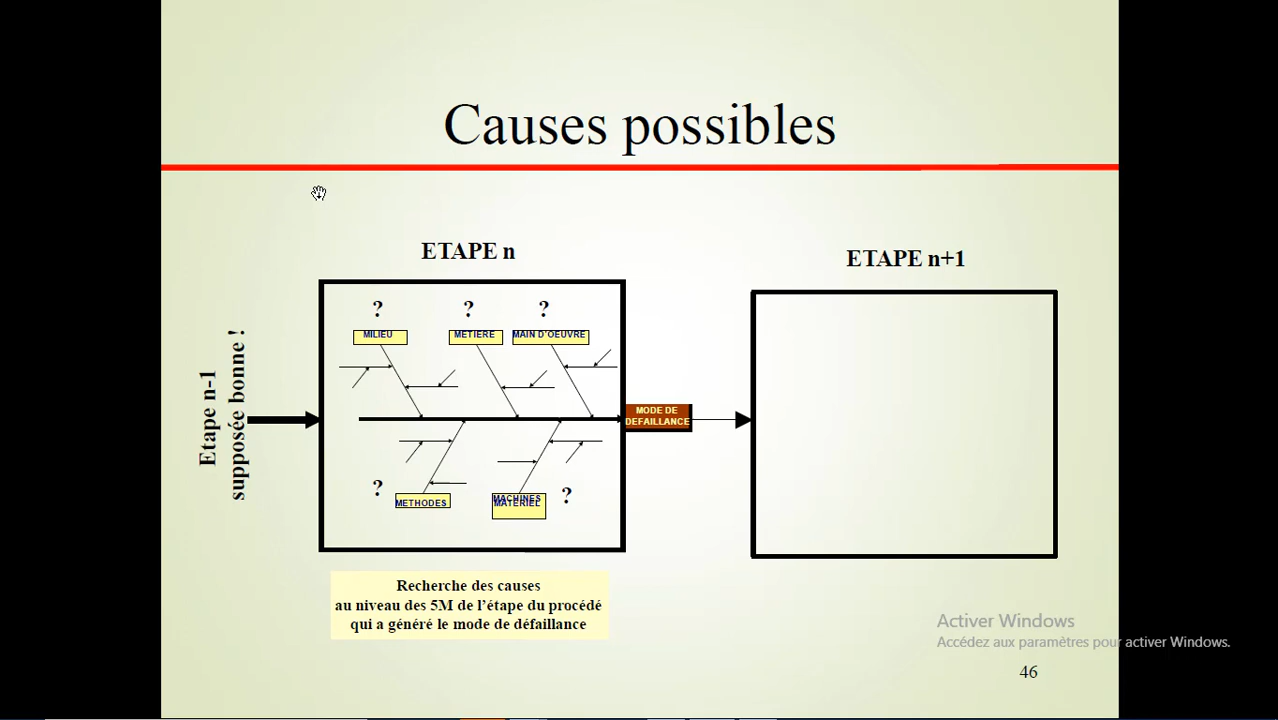 Causes possibles
ETAPE n
ETAPE n+1
? ? ?
MILIEU METIERE MAIN D'OEUVRE
Etape n-1
supposée bonne !
MODE DE
DEFAILLANCE
? ?
METHODES
MACHINES
MATERIEL
Recherche des causes
au niveau des 5M de l'étape du procédé
qui a généré le mode de défaillance
Activer Windows
Accédez aux paramètres pour activer Windows.
46